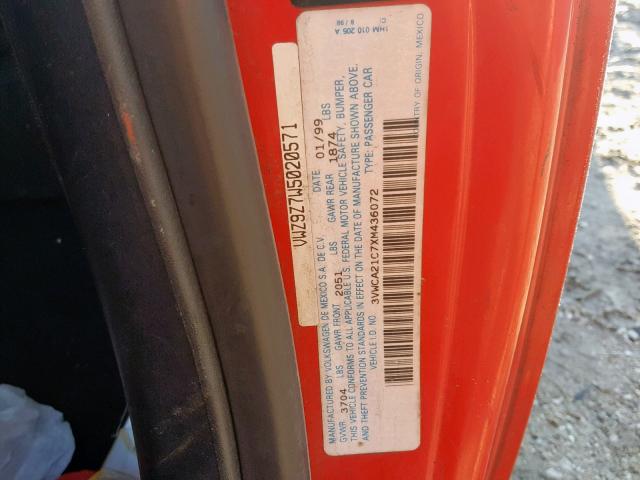 VWZ9Z7W5020571
1HM 010 205 A
8 / 98
MANUFACTURED BY VOLKSWAGEN DE MEXICO S.A. DE C.V. DATE 01/99
GVWR 3704 LBS GAWR FRONT 2051 LBS GAWR REAR 1874 LBS
THIS VEHICLE CONFORMS TO ALL APPLICABLE U.S. FEDERAL MOTOR VEHICLE SAFETY, BUMPER,
AND THEFT PREVENTION STANDARDS IN EFFECT ON THE DATE OF MANUFACTURE SHOWN ABOVE.
VEHICLE I.D. NO. 3VWCA21C7XM436072 TYPE: PASSENGER CAR
COUNTRY OF ORIGIN, MEXICO